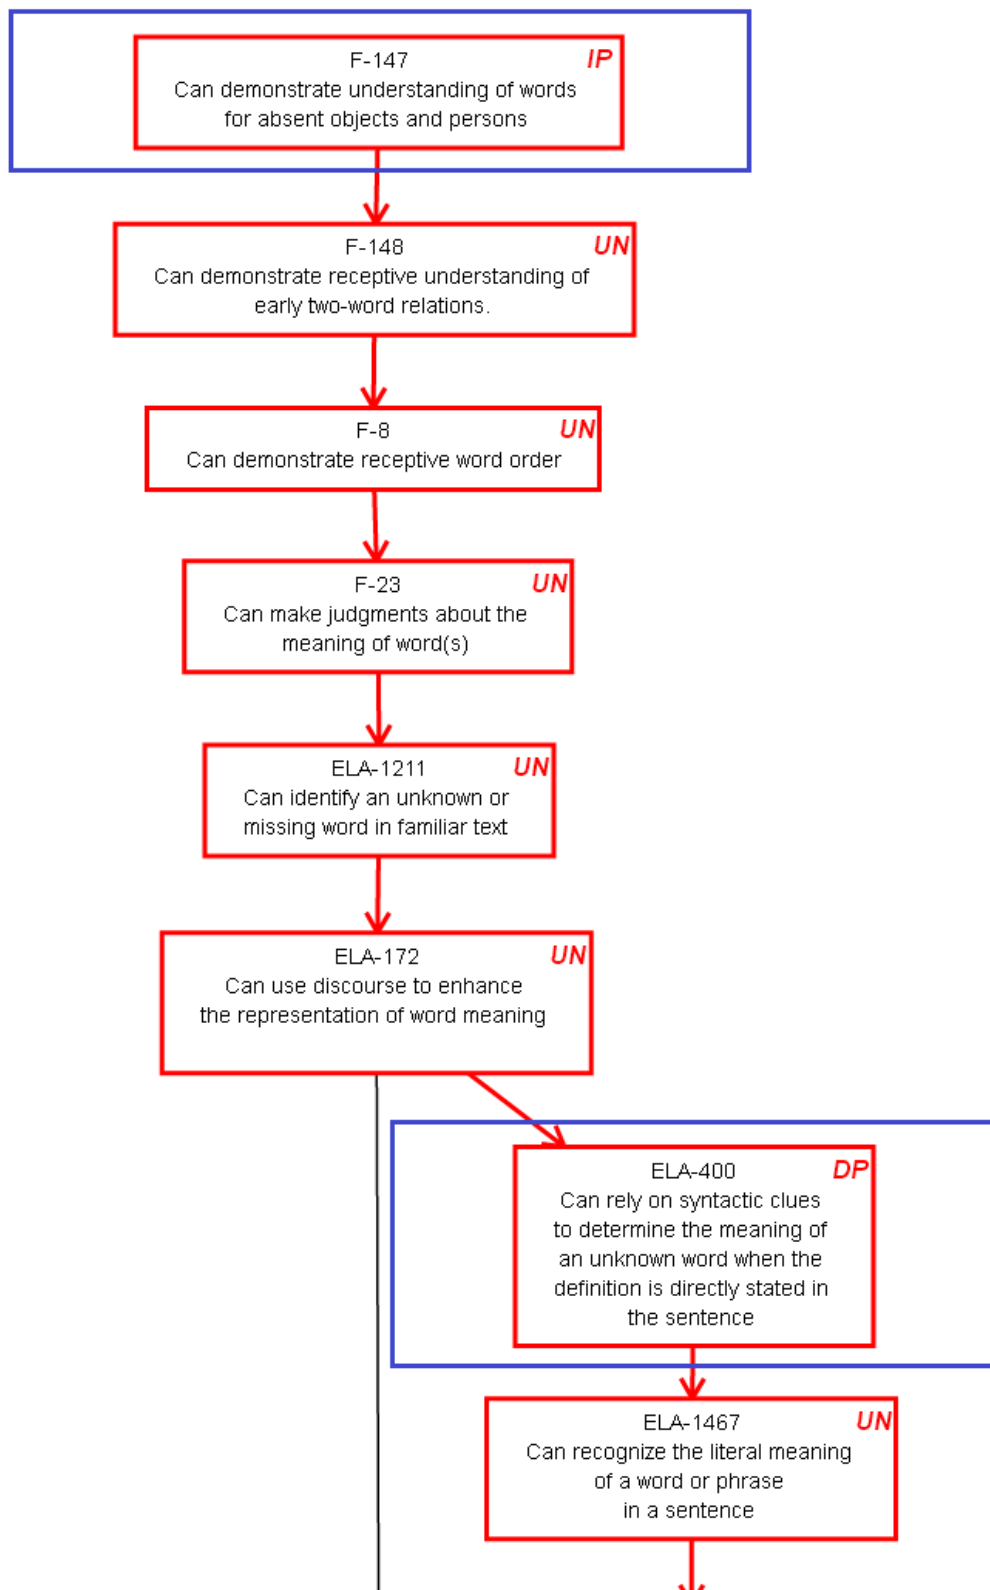 F-147 IP
Can demonstrate understanding of words
for absent objects and persons
F-148 UN
Can demonstrate receptive understanding of
early two-word relations.
F-8 UN
Can demonstrate receptive word order
F-23 UN
Can make judgments about the
meaning of word(s)
ELA-1211 UN
Can identify an unknown or
missing word in familiar text
ELA-172 UN
Can use discourse to enhance
the representation of word meaning
ELA-400 DP
Can rely on syntactic clues
to determine the meaning of
an unknown word when the
definition is directly stated in
the sentence
ELA-1467 UN
Can recognize the literal meaning
of a word or phrase
in a sentence